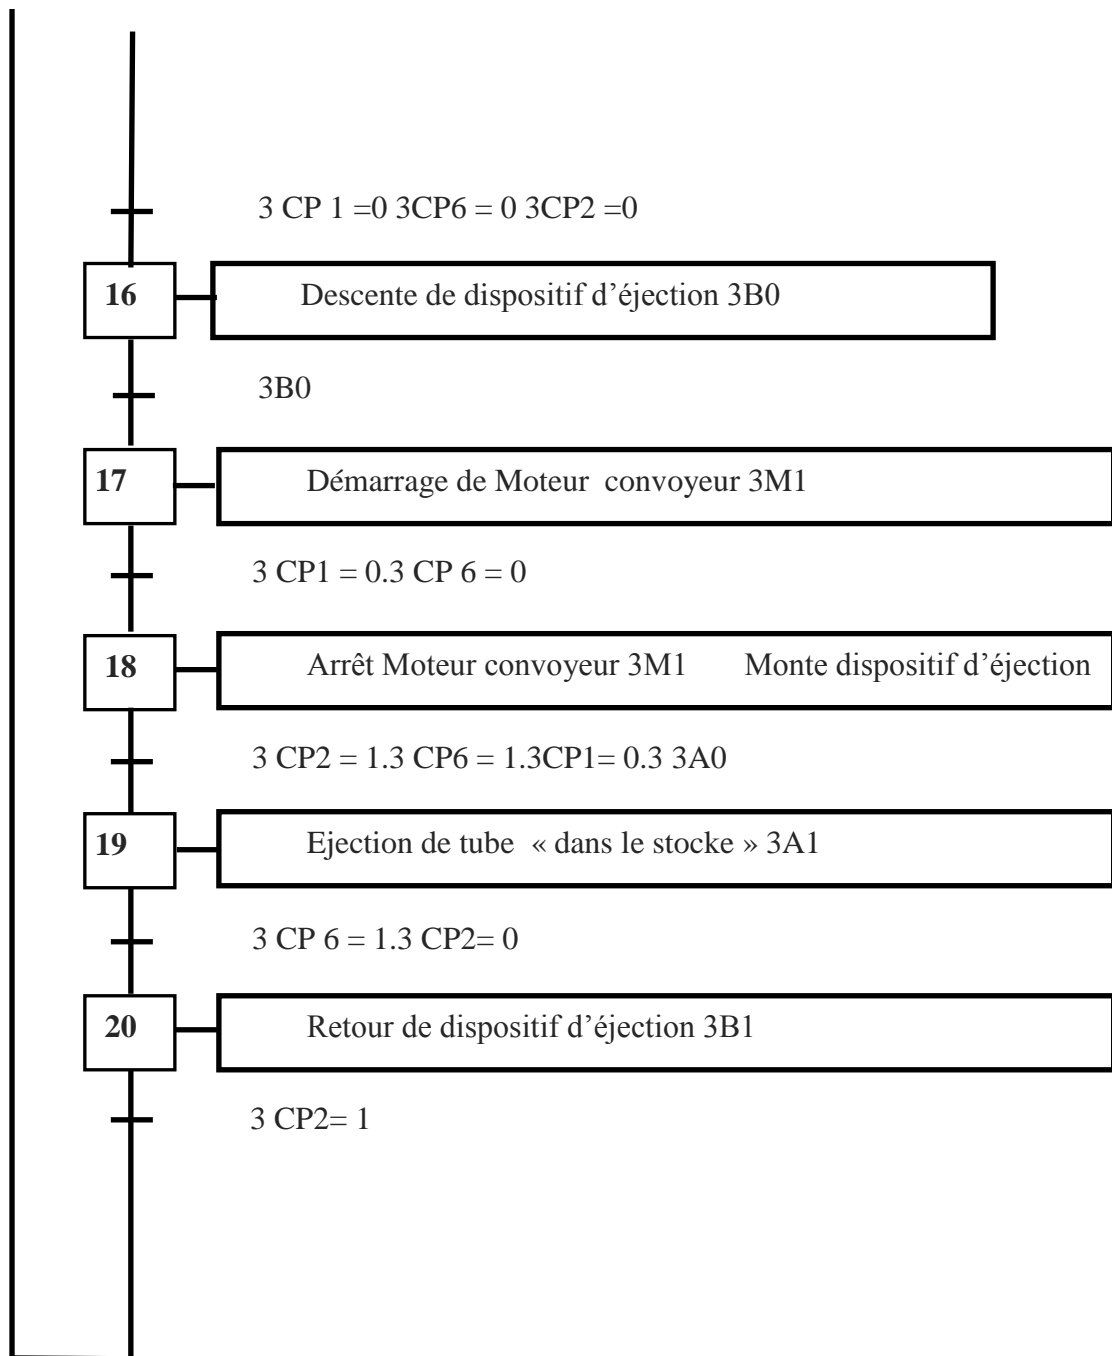 3 CP 1 =0 3CP6 = 0 3CP2 =0
16 Descente de dispositif d’éjection 3B0
3B0
17 Démarrage de Moteur convoyeur 3M1
3 CP1 = 0.3 CP 6 = 0
18 Arrêt Moteur convoyeur 3M1 Monte dispositif d’éjection
3 CP2 = 1.3 CP6 = 1.3CP1= 0.3 3A0
19 Ejection de tube « dans le stocke » 3A1
3 CP 6 = 1.3 CP2= 0
20 Retour de dispositif d’éjection 3B1
3 CP2= 1